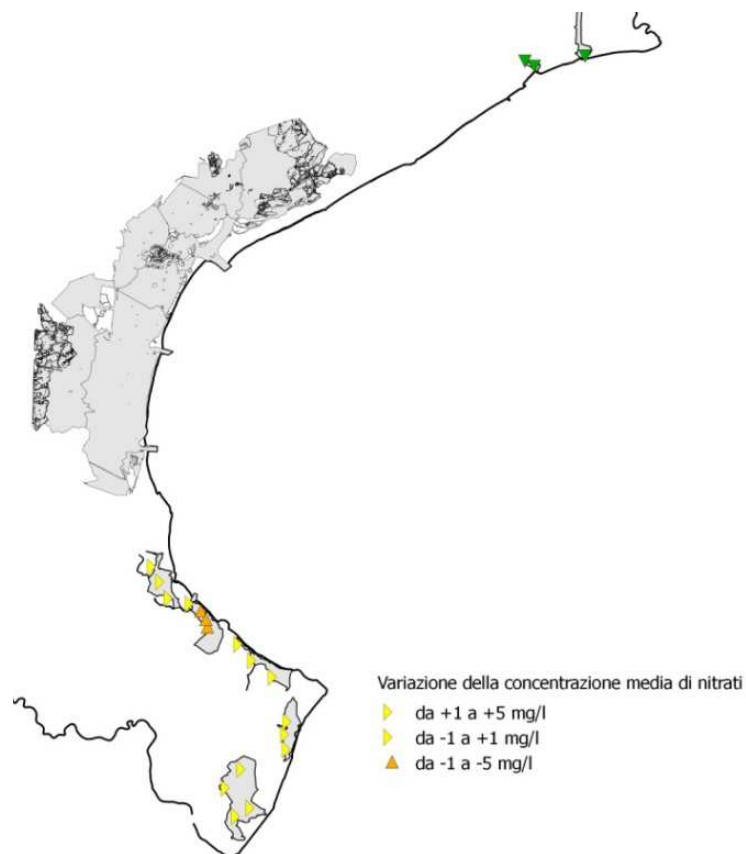 Variazione della concentrazione media di nitrati
da +1 a +5 mg/l
da -1 a +1 mg/l
da -1 a -5 mg/l